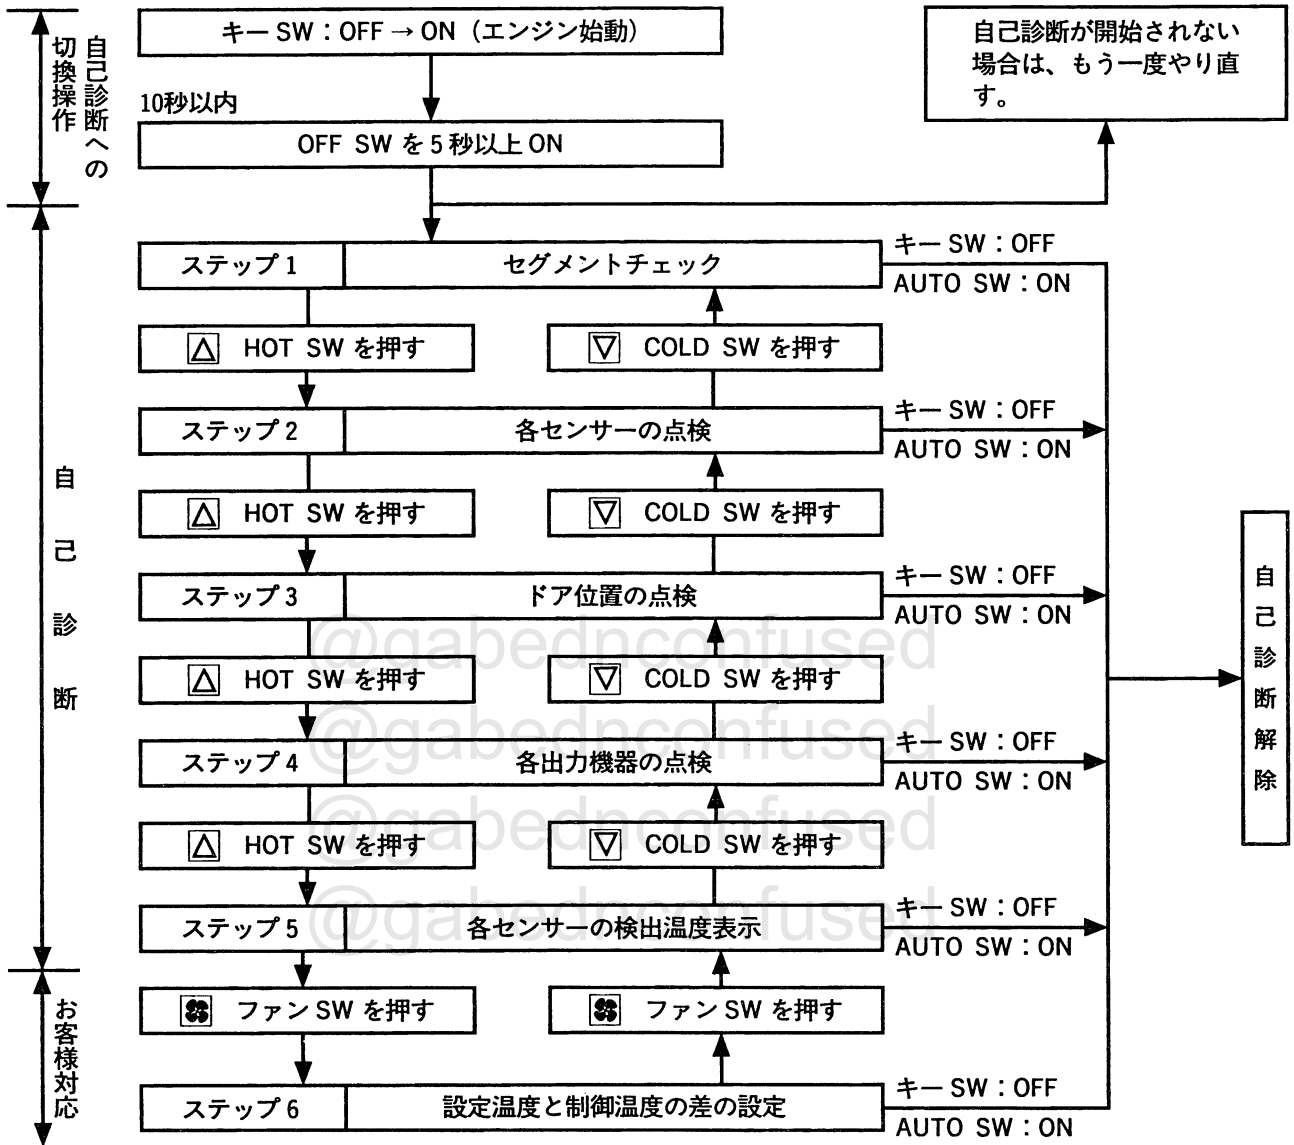 キー SW：OFF → ON（エンジン始動）
自己診断への
切換操作
10秒以内
OFF SW を 5 秒以上 ON
自己診断が開始されない
場合は、もう一度やり直
す。
自己診断
ステップ 1
セグメントチェック
キー SW：OFF
AUTO SW：ON
△ HOT SW を押す
▽ COLD SW を押す
ステップ 2
各センサーの点検
キー SW：OFF
AUTO SW：ON
△ HOT SW を押す
▽ COLD SW を押す
ステップ 3
ドア位置の点検
キー SW：OFF
AUTO SW：ON
@gabednconfused
△ HOT SW を押す
▽ COLD SW を押す
@gabednconfused
ステップ 4
各出力機器の点検
キー SW：OFF
AUTO SW：ON
@gabednconfused
△ HOT SW を押す
▽ COLD SW を押す
@gabednconfused
ステップ 5
各センサーの検出温度表示
キー SW：OFF
AUTO SW：ON
自己診断解除
お客様対応
ファン SW を押す
ファン SW を押す
ステップ 6
設定温度と制御温度の差の設定
キー SW：OFF
AUTO SW：ON